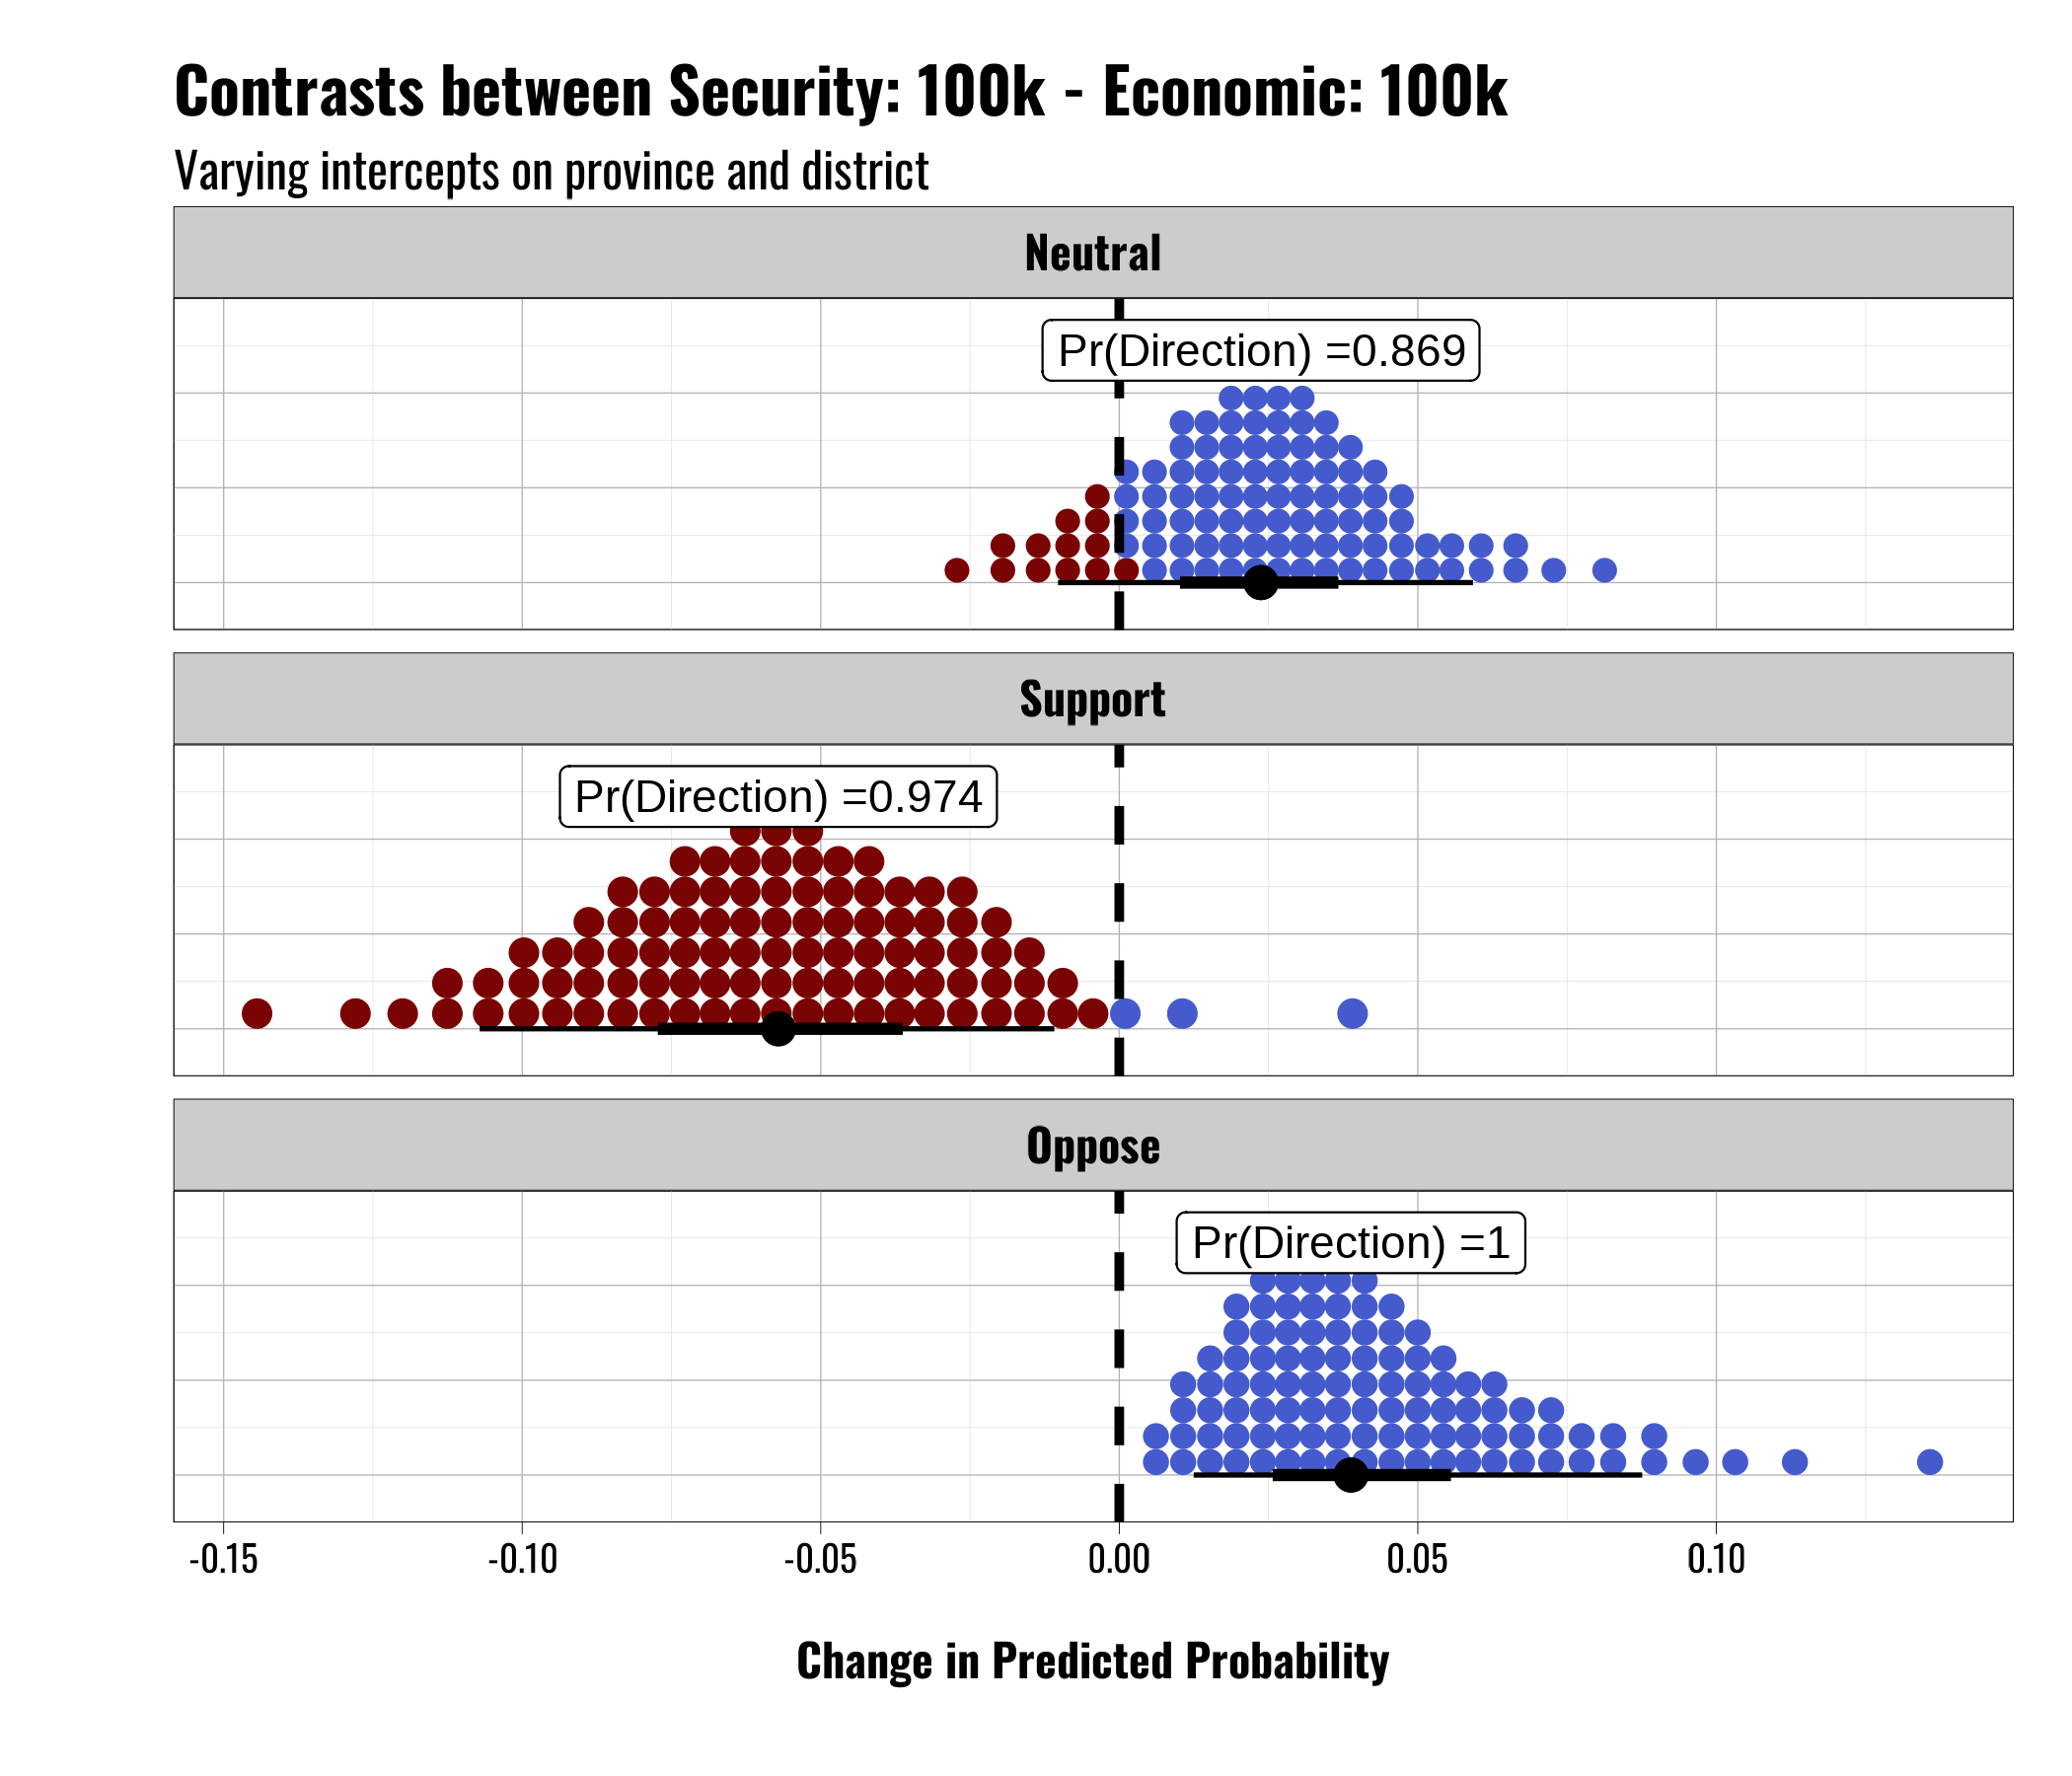 Contrasts between Security: 100k - Economic: 100k
Varying intercepts on province and district
Neutral
Pr(Direction) =0.869
Support
Pr(Direction) =0.974
Oppose
Pr(Direction) =1
-0.15 -0.10 -0.05 0.00 0.05 0.10
Change in Predicted Probability